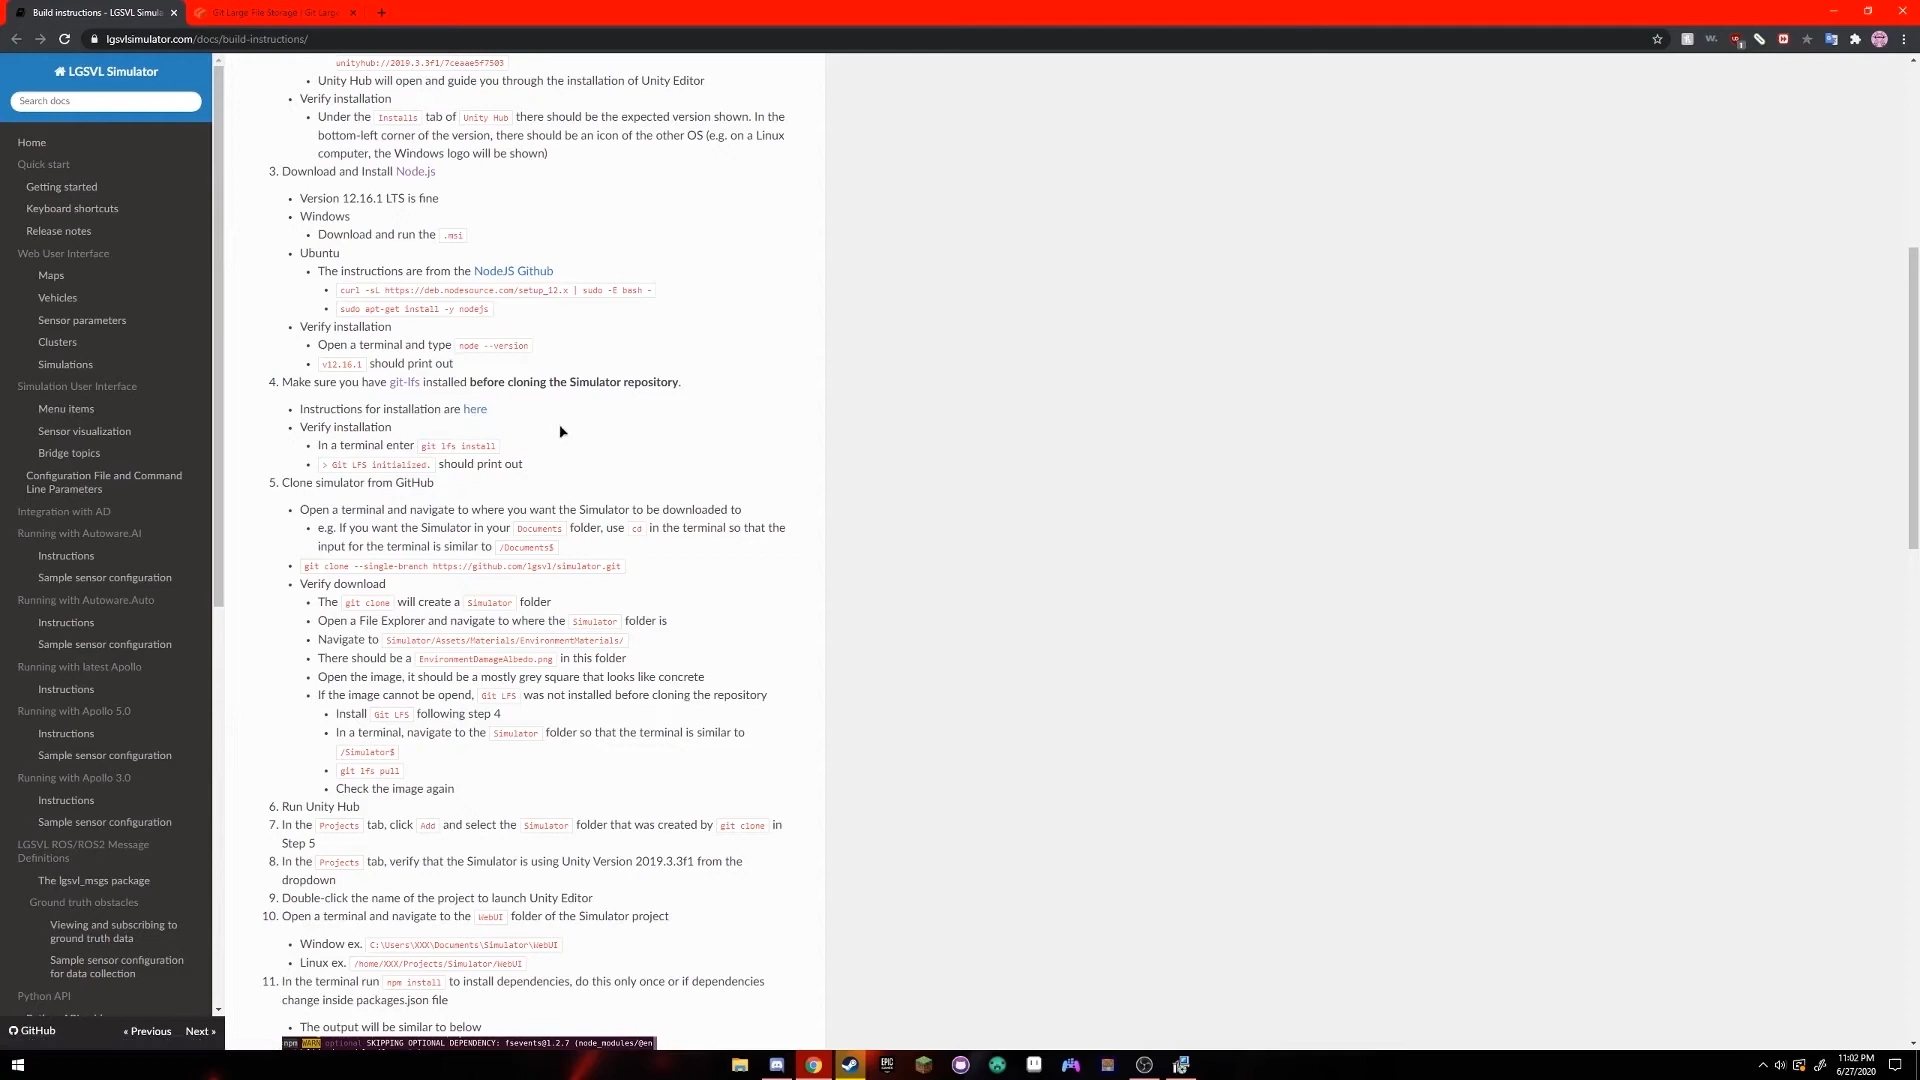 Build instructions - LGSVL Simula
Git Large File Storage | Git Large
lgsvlsimulator.com/docs/build-instructions/
LGSVL Simulator
Search docs
Home
Quick start
Getting started
Keyboard shortcuts
Release notes
Web User Interface
Maps
Vehicles
Sensor parameters
Clusters
Simulations
Simulation User Interface
Menu items
Sensor visualization
Bridge topics
Configuration File and Command
Line Parameters
Integration with AD
Running with Autoware.AI
Instructions
Sample sensor configuration
Running with Autoware.Auto
Instructions
Sample sensor configuration
Running with latest Apollo
Instructions
Running with Apollo 5.0
Instructions
Sample sensor configuration
Running with Apollo 3.0
Instructions
Sample sensor configuration
LGSVL ROS/ROS2 Message
Definitions
The lgsvl_msgs package
Ground truth obstacles
Viewing and subscribing to
ground truth data
Sample sensor configuration
for data collection
Python API
GitHub
« Previous
Next »
unityhub://2019.3.3f1/7ceaae5f7503
• Unity Hub will open and guide you through the installation of Unity Editor
• Verify installation
• Under the Installs tab of Unity Hub there should be the expected version shown. In the
bottom-left corner of the version, there should be an icon of the other OS (e.g. on a Linux
computer, the Windows logo will be shown)
3. Download and Install Node.js
• Version 12.16.1 LTS is fine
• Windows
• Download and run the .msi
• Ubuntu
• The instructions are from the NodeJS Github
• curl -sL https://deb.nodesource.com/setup_12.x | sudo -E bash -
• sudo apt-get install -y nodejs
• Verify installation
• Open a terminal and type node --version
• v12.16.1 should print out
4. Make sure you have git-lfs installed before cloning the Simulator repository.
• Instructions for installation are here
• Verify installation
• In a terminal enter git lfs install
• > Git LFS initialized. should print out
5. Clone simulator from GitHub
• Open a terminal and navigate to where you want the Simulator to be downloaded to
• e.g. If you want the Simulator in your Documents folder, use cd in the terminal so that the
input for the terminal is similar to /Documents$
• git clone --single-branch https://github.com/lgsvl/simulator.git
• Verify download
• The git clone will create a Simulator folder
• Open a File Explorer and navigate to where the Simulator folder is
• Navigate to Simulator/Assets/Materials/EnvironmentMaterials/
• There should be a EnvironmentDamageAlbedo.png in this folder
• Open the image, it should be a mostly grey square that looks like concrete
• If the image cannot be opend, Git LFS was not installed before cloning the repository
• Install Git LFS following step 4
• In a terminal, navigate to the Simulator folder so that the terminal is similar to
/Simulator$
• git lfs pull
• Check the image again
6. Run Unity Hub
7. In the Projects tab, click Add and select the Simulator folder that was created by git clone in
Step 5
8. In the Projects tab, verify that the Simulator is using Unity Version 2019.3.3f1 from the
dropdown
9. Double-click the name of the project to launch Unity Editor
10. Open a terminal and navigate to the WebUI folder of the Simulator project
• Window ex. C:\Users\XXX\Documents\Simulator\WebUI
• Linux ex. /home/XXX/Projects/Simulator/WebUI
11. In the terminal run npm install to install dependencies, do this only once or if dependencies
change inside packages.json file
• The output will be similar to below
npm WARN optional SKIPPING OPTIONAL DEPENDENCY: fsevents@1.2.7 (node_modules/@en
EPIC
11:02 PM
6/27/2020